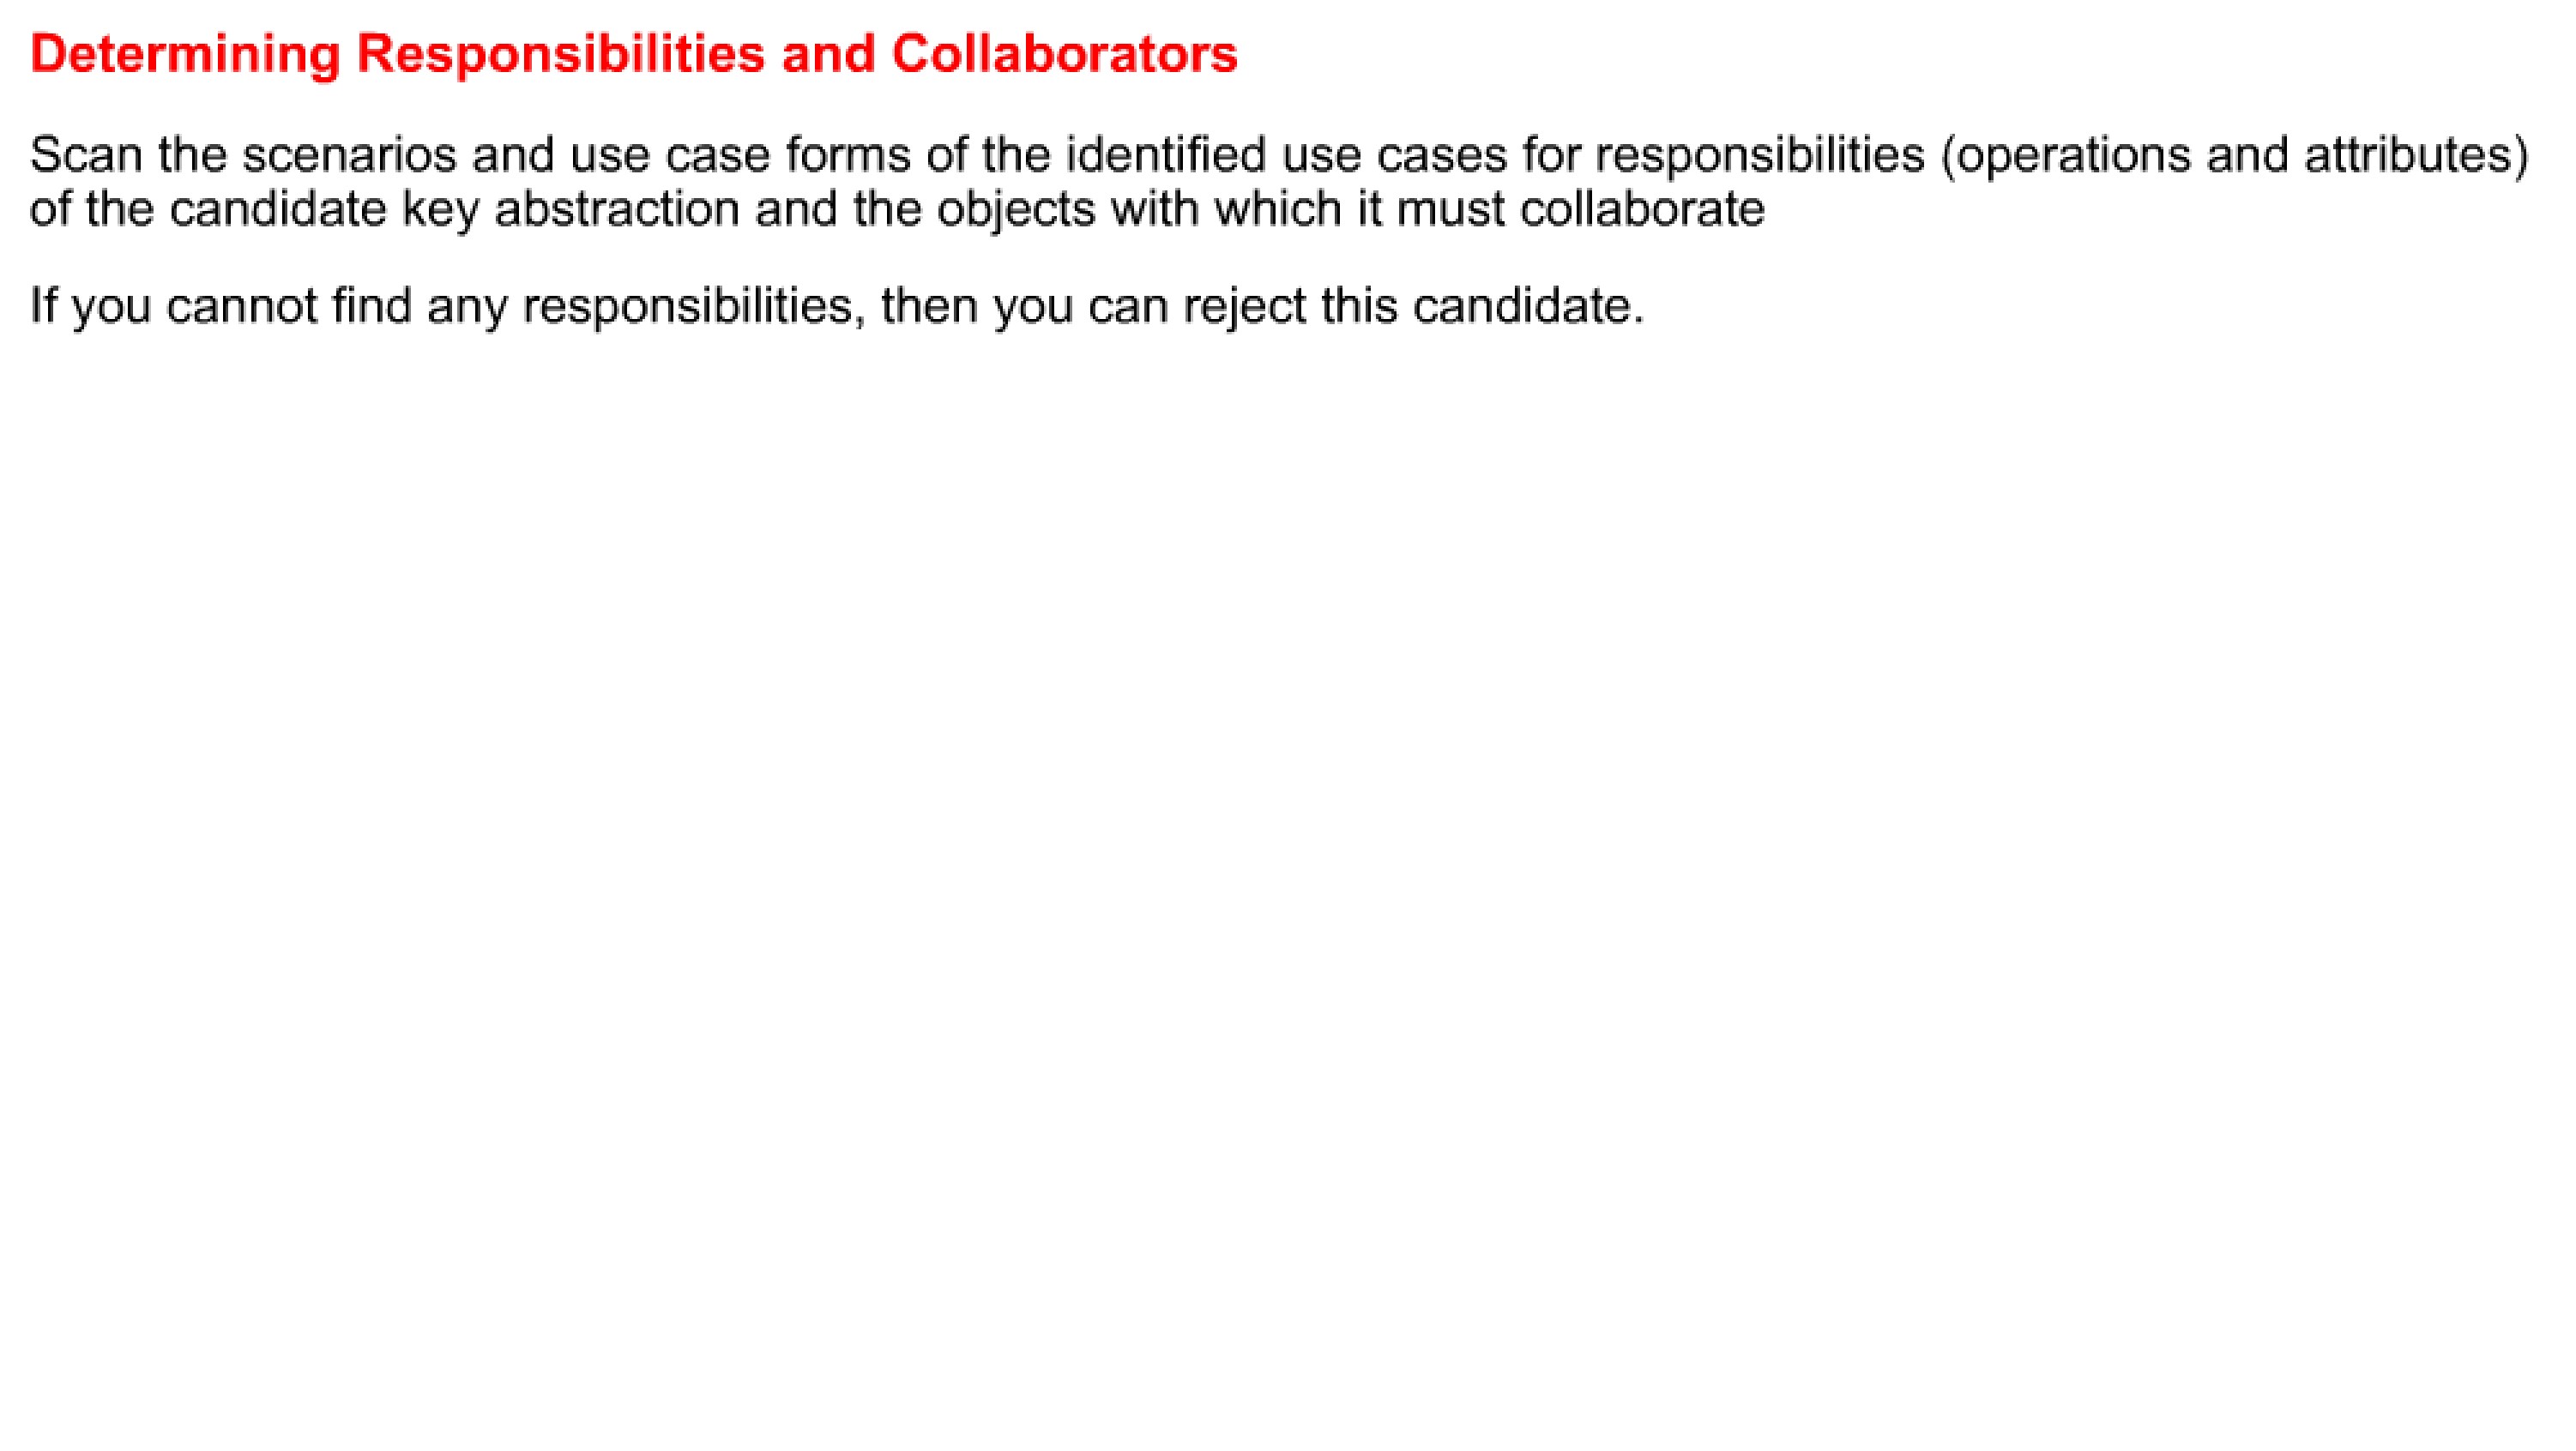 Determining Responsibilities and Collaborators
Scan the scenarios and use case forms of the identified use cases for responsibilities (operations and attributes)
of the candidate key abstraction and the objects with which it must collaborate
If you cannot find any responsibilities, then you can reject this candidate.